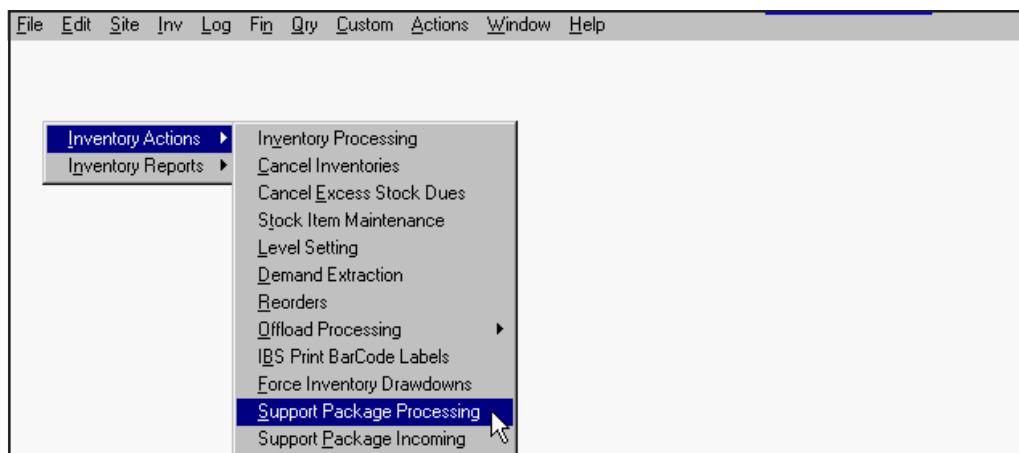 File Edit Site Inv Log Fin Qry Custom Actions Window Help
Inventory Actions
Inventory Reports
Inventory Processing
Cancel Inventories
Cancel Excess Stock Dues
Stock Item Maintenance
Level Setting
Demand Extraction
Reorders
Offload Processing
IBS Print BarCode Labels
Force Inventory Drawdowns
Support Package Processing
Support Package Incoming